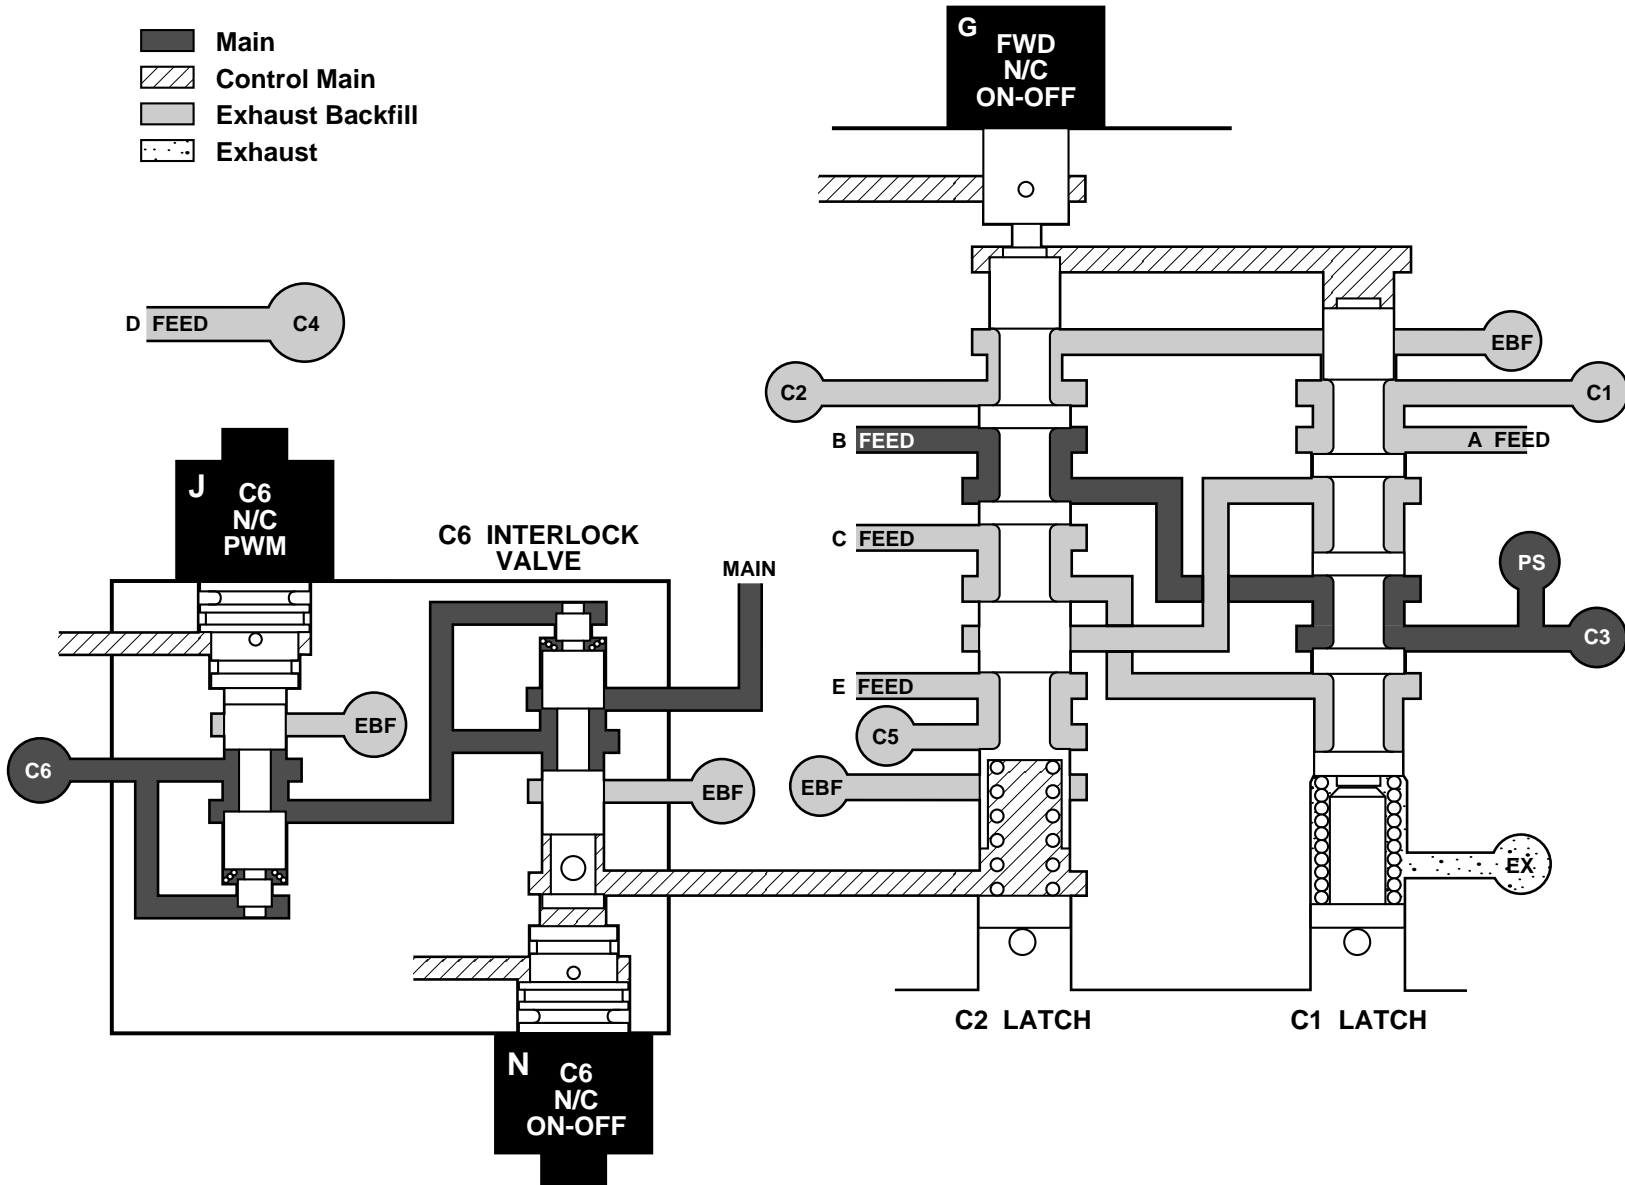 Main
Control Main
Exhaust Backfill
Exhaust
G
FWD
N/C
ON-OFF
D FEED
C4
EBF
C2
C1
B FEED
A FEED
J
C6
N/C
PWM
C6 INTERLOCK
VALVE
MAIN
C FEED
PS
C3
E FEED
EBF
C5
C6
EBF
EBF
EX
C2 LATCH
C1 LATCH
N
C6
N/C
ON-OFF